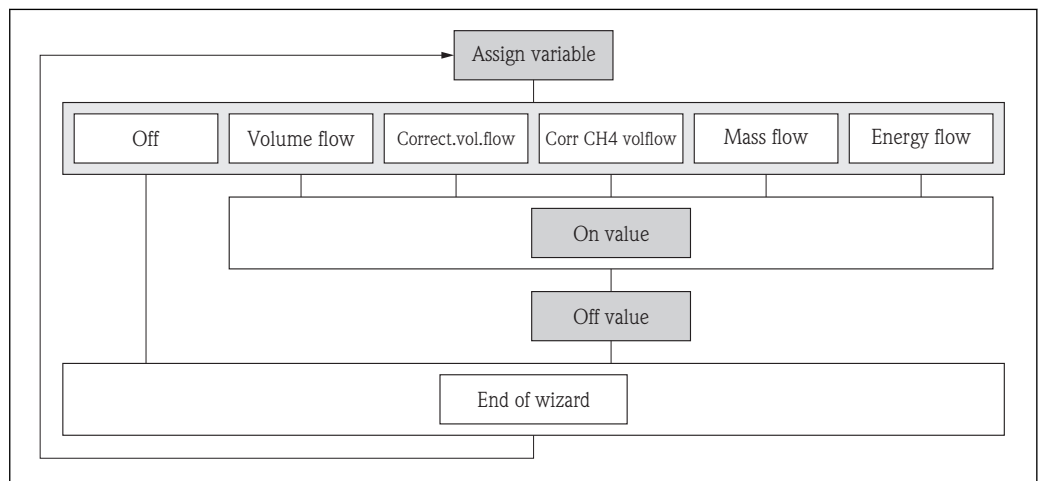 Assign variable
Off
Volume flow
Correct.vol.flow
Corr CH4 volflow
Mass flow
Energy flow
On value
Off value
End of wizard